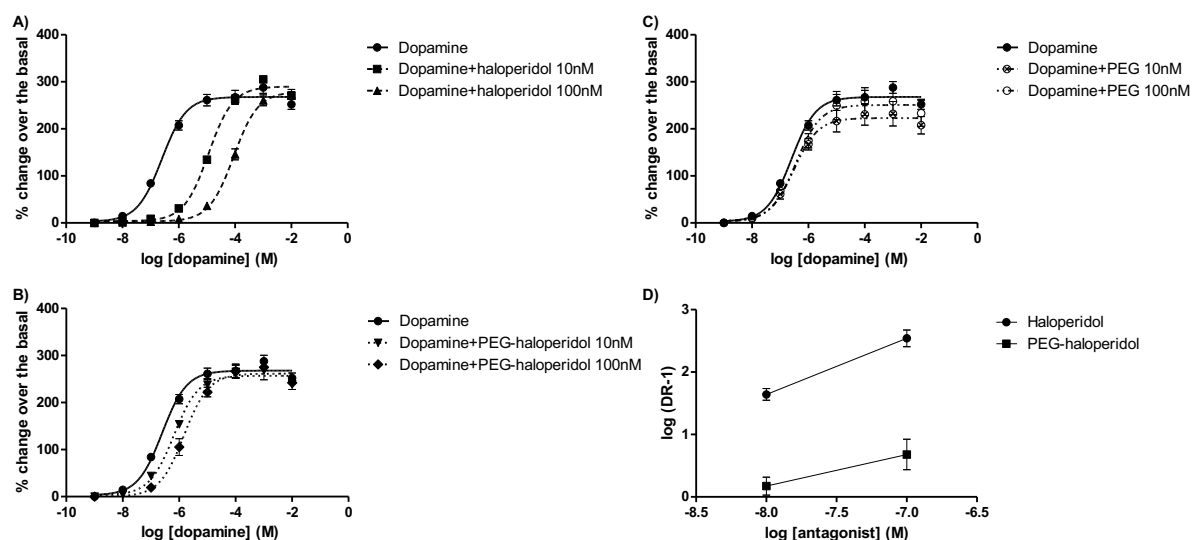 A)
% change over the basal
400
300
200
100
0
-10 -8 -6 -4 -2 0
log [dopamine] (M)
Dopamine
Dopamine+haloperidol 10nM
Dopamine+haloperidol 100nM
C)
% change over the basal
400
300
200
100
0
-10 -8 -6 -4 -2 0
log [dopamine] (M)
Dopamine
Dopamine+PEG 10nM
Dopamine+PEG 100nM
B)
% change over the basal
400
300
200
100
0
-10 -8 -6 -4 -2 0
log [dopamine] (M)
Dopamine
Dopamine+PEG-haloperidol 10nM
Dopamine+PEG-haloperidol 100nM
D)
log (DR-1)
3
2
1
0
-8.5 -8.0 -7.5 -7.0 -6.5
log [antagonist] (M)
Haloperidol
PEG-haloperidol